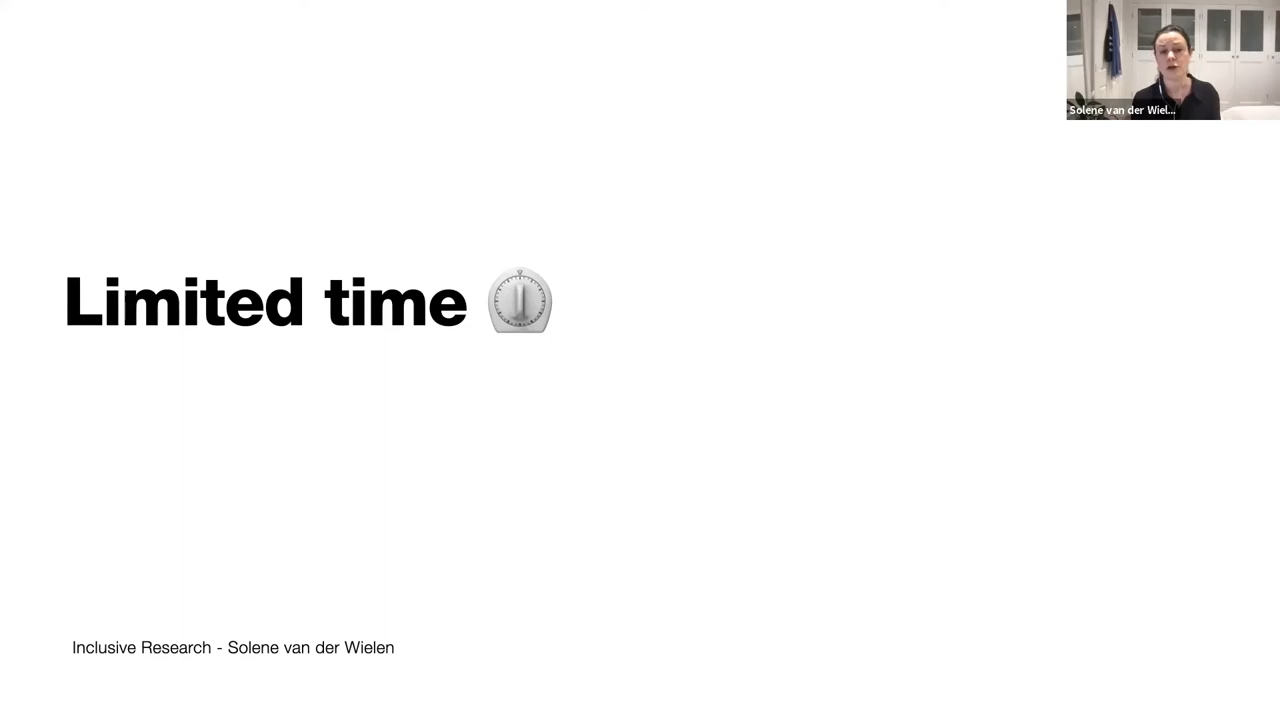 Solene van der Wiel...
Limited time
Inclusive Research - Solene van der Wielen